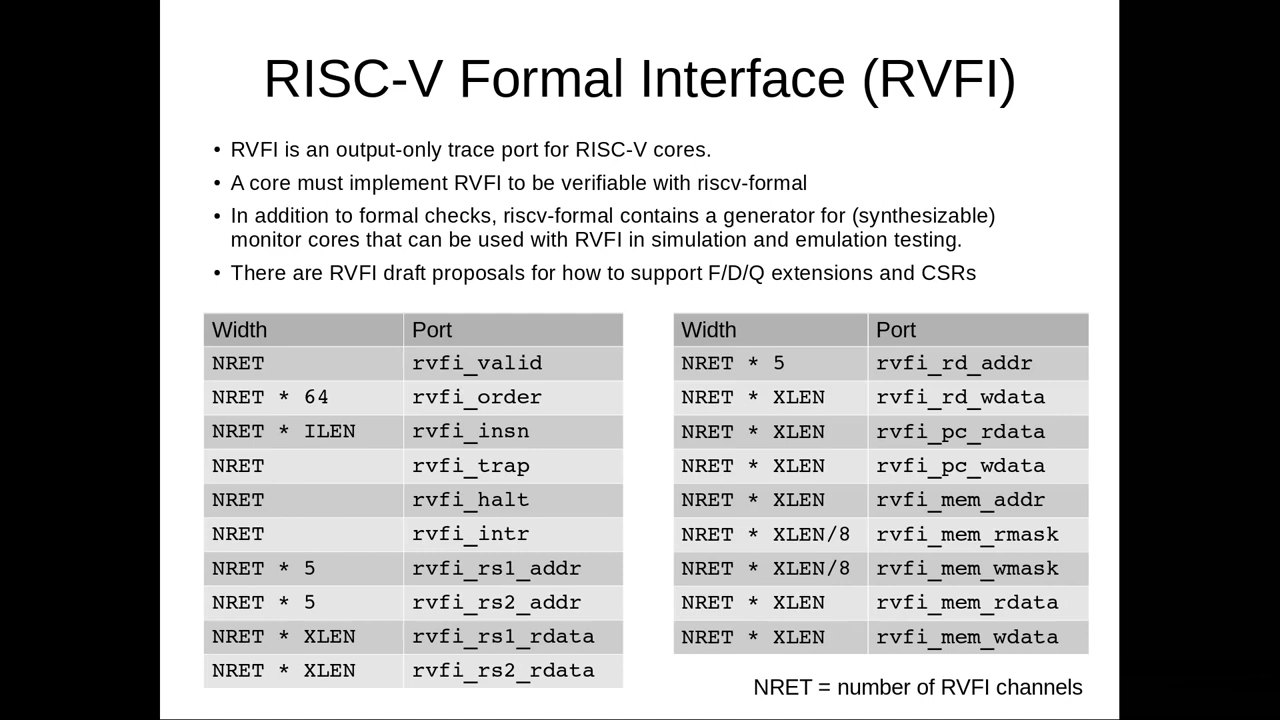 RISC-V Formal Interface (RVFI)
• RVFI is an output-only trace port for RISC-V cores.
• A core must implement RVFI to be verifiable with riscv-formal
• In addition to formal checks, riscv-formal contains a generator for (synthesizable)
monitor cores that can be used with RVFI in simulation and emulation testing.
• There are RVFI draft proposals for how to support F/D/Q extensions and CSRs
Width Port
NRET rvfi_valid
NRET * 64 rvfi_order
NRET * ILEN rvfi_insn
NRET rvfi_trap
NRET rvfi_halt
NRET rvfi_intr
NRET * 5 rvfi_rs1_addr
NRET * 5 rvfi_rs2_addr
NRET * XLEN rvfi_rs1_rdata
NRET * XLEN rvfi_rs2_rdata
Width Port
NRET * 5 rvfi_rd_addr
NRET * XLEN rvfi_rd_wdata
NRET * XLEN rvfi_pc_rdata
NRET * XLEN rvfi_pc_wdata
NRET * XLEN rvfi_mem_addr
NRET * XLEN/8 rvfi_mem_rmask
NRET * XLEN/8 rvfi_mem_wmask
NRET * XLEN rvfi_mem_rdata
NRET * XLEN rvfi_mem_wdata
NRET = number of RVFI channels